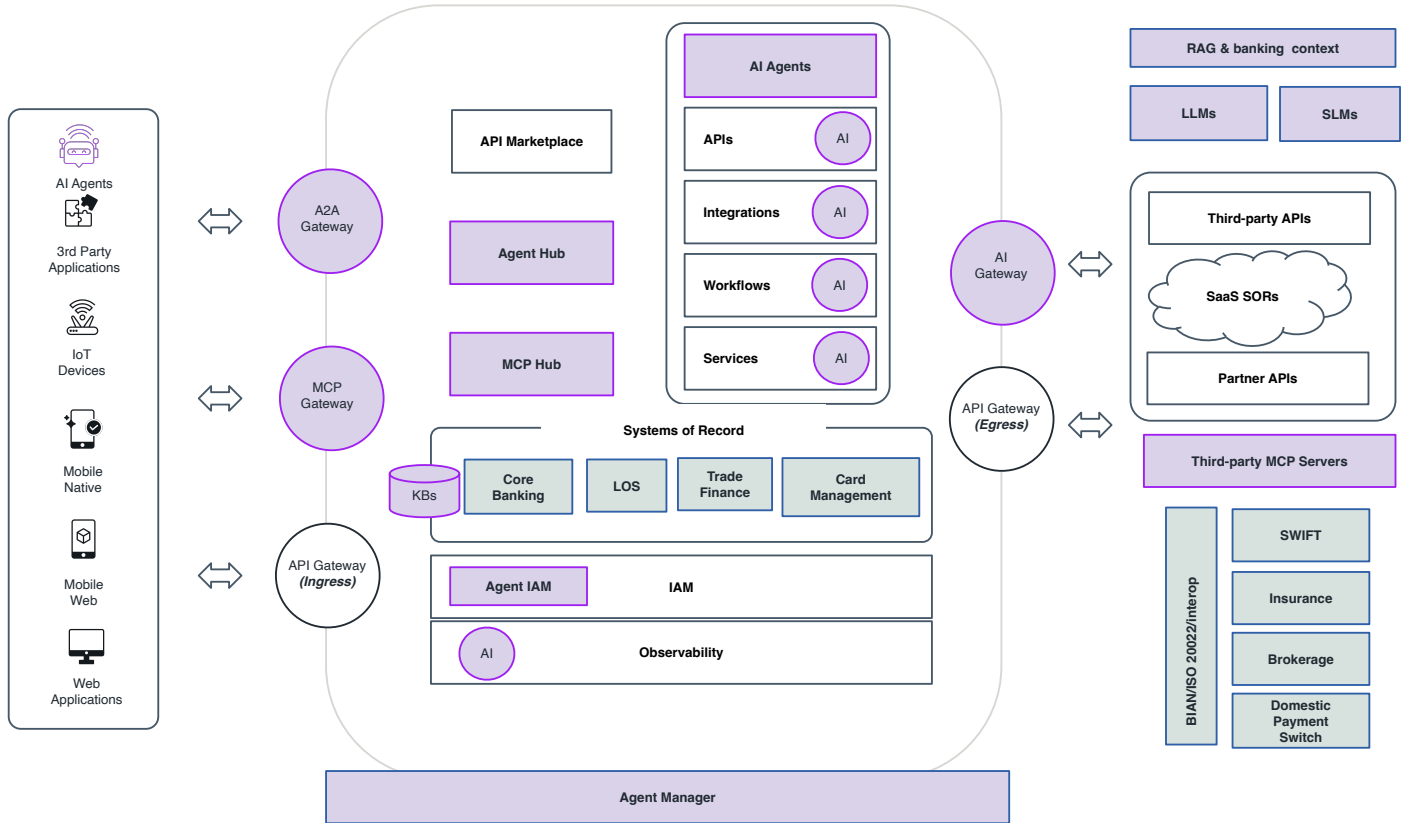 AI Agents
3rd Party
Applications
IoT
Devices
Mobile
Native
Mobile
Web
Web
Applications
A2A
Gateway
MCP
Gateway
API Gateway
(Ingress)
API Marketplace
Agent Hub
MCP Hub
AI Agents
APIs
AI
Integrations
AI
Workflows
AI
Services
AI
Systems of Record
KBs
Core
Banking
LOS
Trade
Finance
Card
Management
Agent IAM
IAM
AI
Observability
Agent Manager
AI
Gateway
API Gateway
(Egress)
RAG & banking context
LLMs
SLMs
Third-party APIs
SaaS SORs
Partner APIs
Third-party MCP Servers
BIAN/ISO 20022/interop
SWIFT
Insurance
Brokerage
Domestic
Payment
Switch